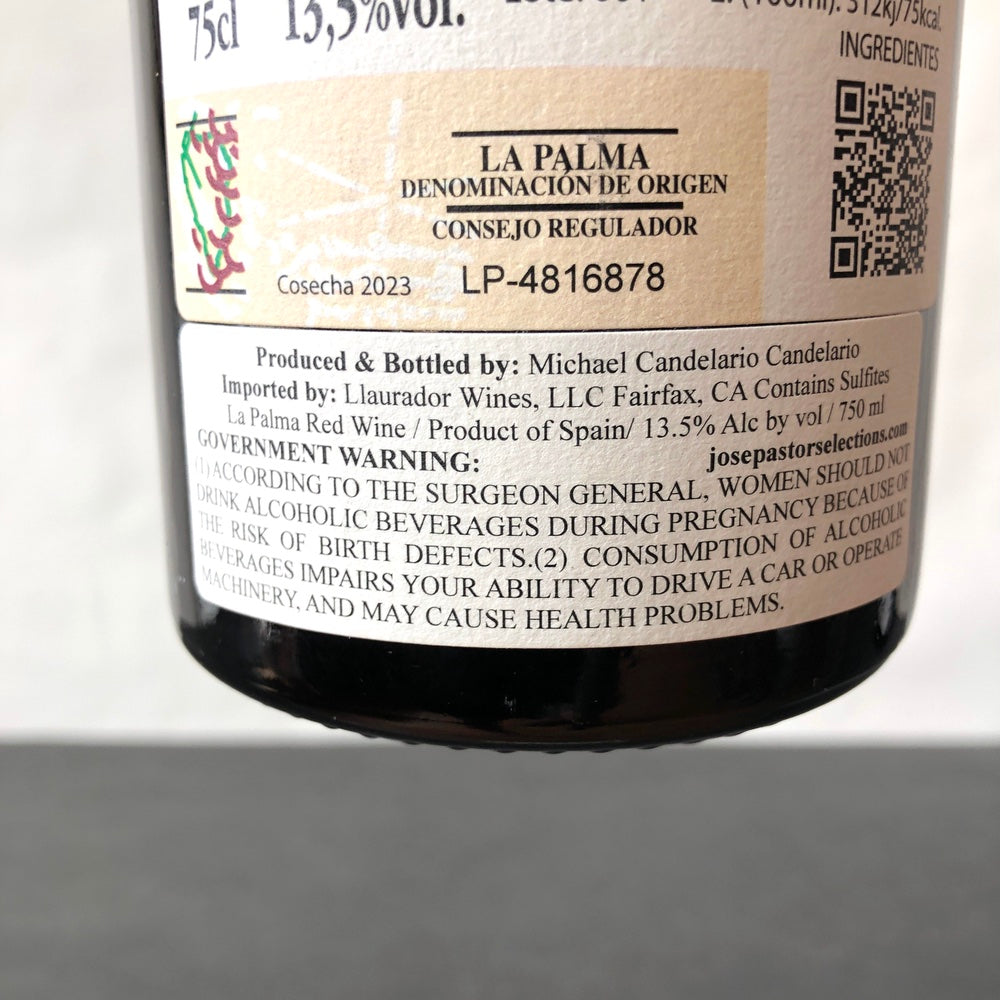 75cl 13,5%vol. (100ml): 312kj/75kcal.
INGREDIENTES
LA PALMA
DENOMINACIÓN DE ORIGEN
CONSEJO REGULADOR
Cosecha 2023 LP-4816878
Produced & Bottled by: Michael Candelario Candelario
Imported by: Llaurador Wines, LLC Fairfax, CA Contains Sulfites
La Palma Red Wine / Product of Spain/ 13.5% Alc by vol / 750 ml
GOVERNMENT WARNING: josepastorselections.com
(1)ACCORDING TO THE SURGEON GENERAL, WOMEN SHOULD NOT
DRINK ALCOHOLIC BEVERAGES DURING PREGNANCY BECAUSE OF
THE RISK OF BIRTH DEFECTS.(2) CONSUMPTION OF ALCOHOLIC
BEVERAGES IMPAIRS YOUR ABILITY TO DRIVE A CAR OR OPERATE
MACHINERY, AND MAY CAUSE HEALTH PROBLEMS.